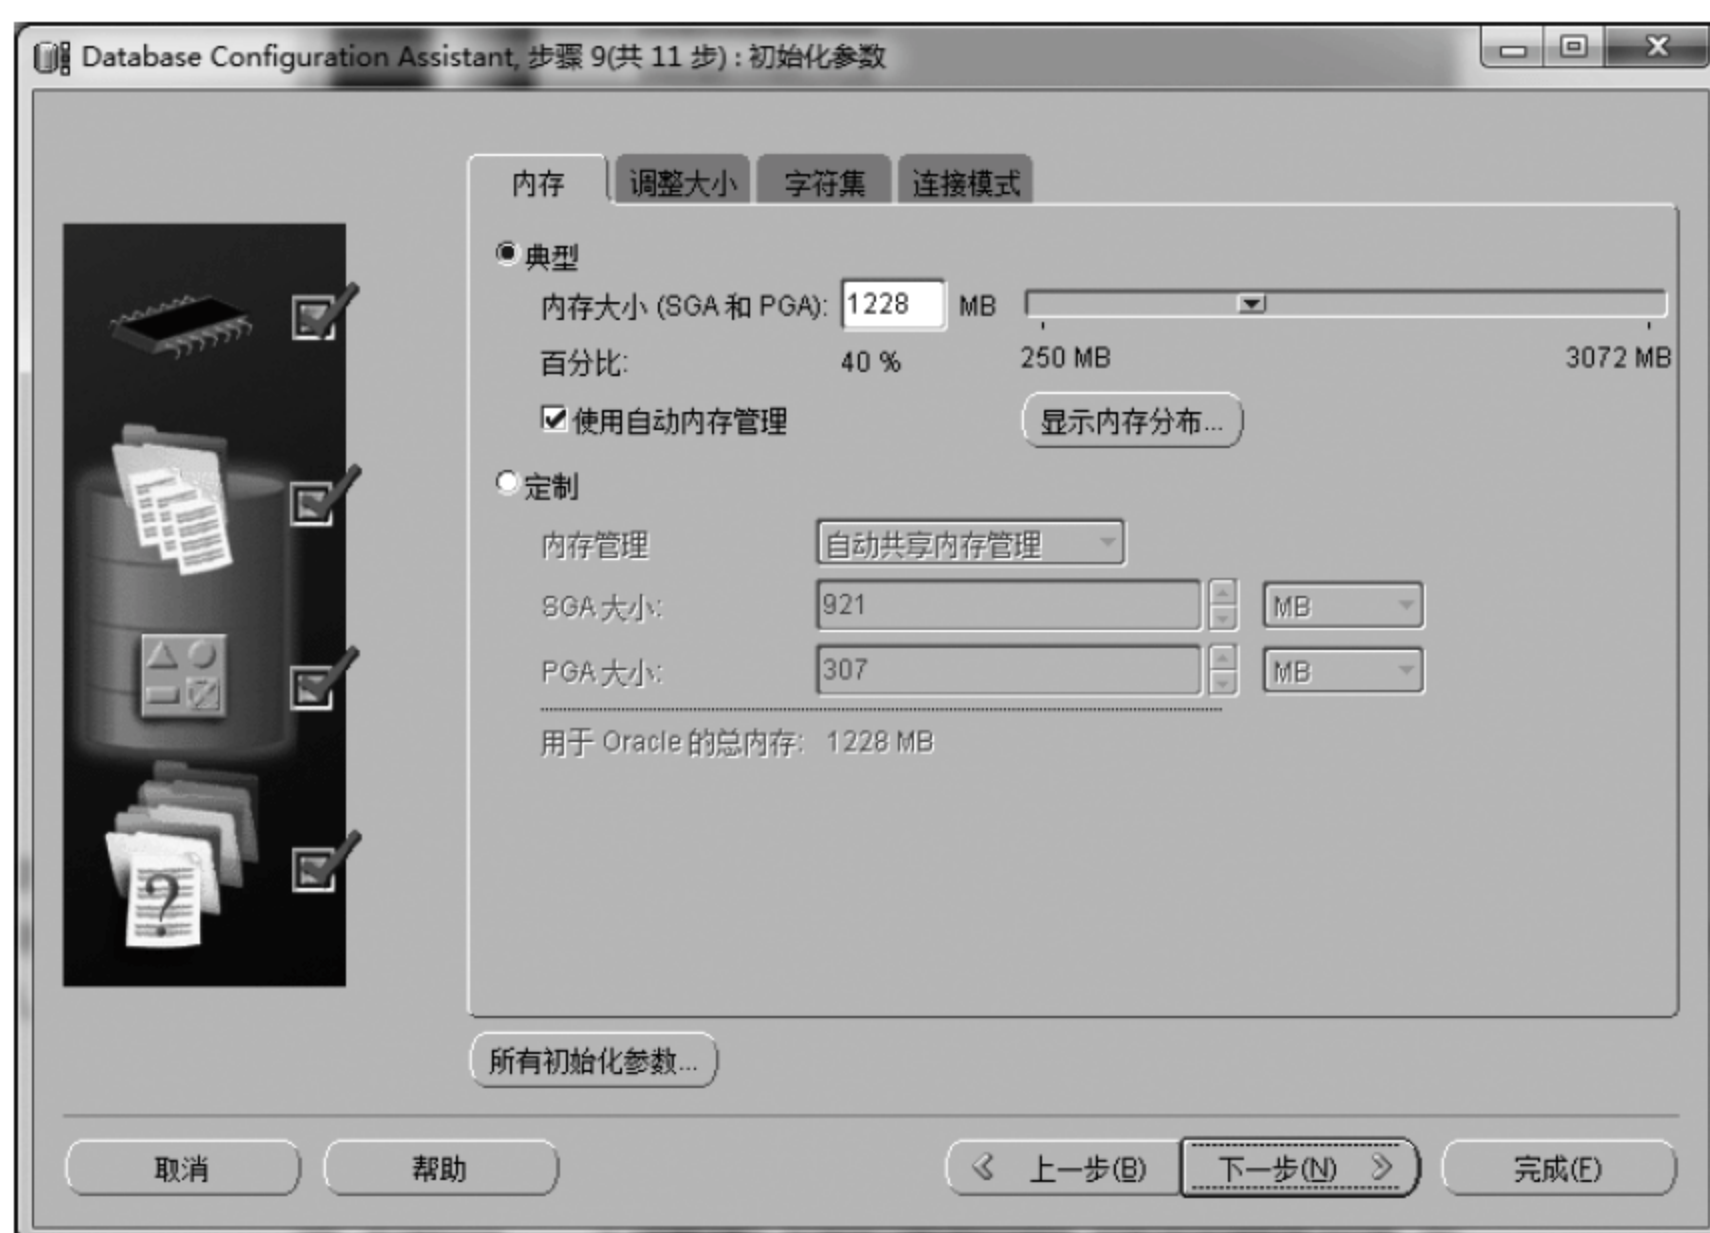 Database Configuration Assistant, 步骤 9(共 11 步) : 初始化参数
内存 调整大小 字符集 连接模式
典型
内存大小 (SGA 和 PGA): 1228 MB
百分比: 40 % 250 MB 3072 MB
使用自动内存管理 显示内存分布...
定制
内存管理 自动共享内存管理
SGA 大小: 921 MB
PGA 大小: 307 MB
用于 Oracle 的总内存: 1228 MB
?
所有初始化参数...
取消 帮助 上一步(B) 下一步(N) 完成(F)